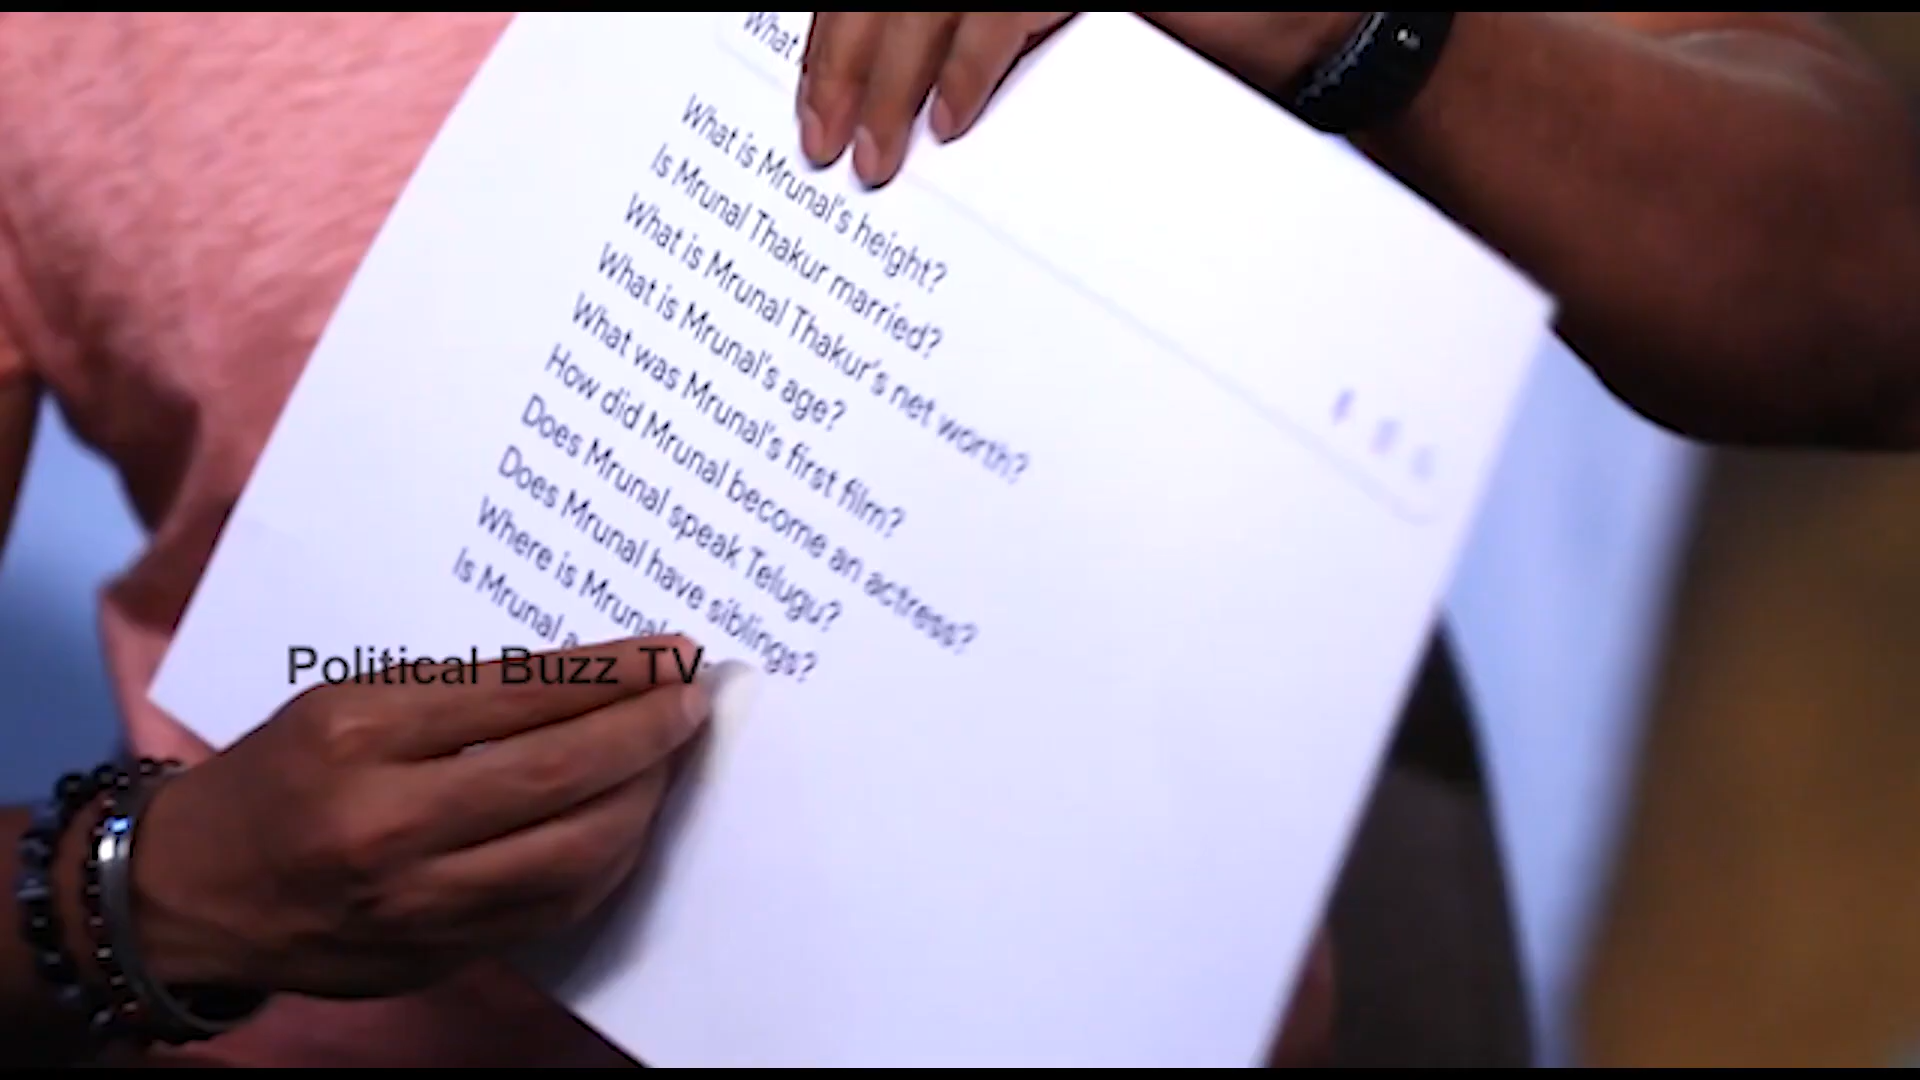 What
What is Mrunal's height?
Is Mrunal Thakur married?
What is Mrunal Thakur's net worth?
What is Mrunal's age?
What was Mrunal's first film?
How did Mrunal become an actress?
Does Mrunal speak Telugu?
Does Mrunal have siblings?
Where is Mrunal
Is Mrunal a
Political Buzz TV